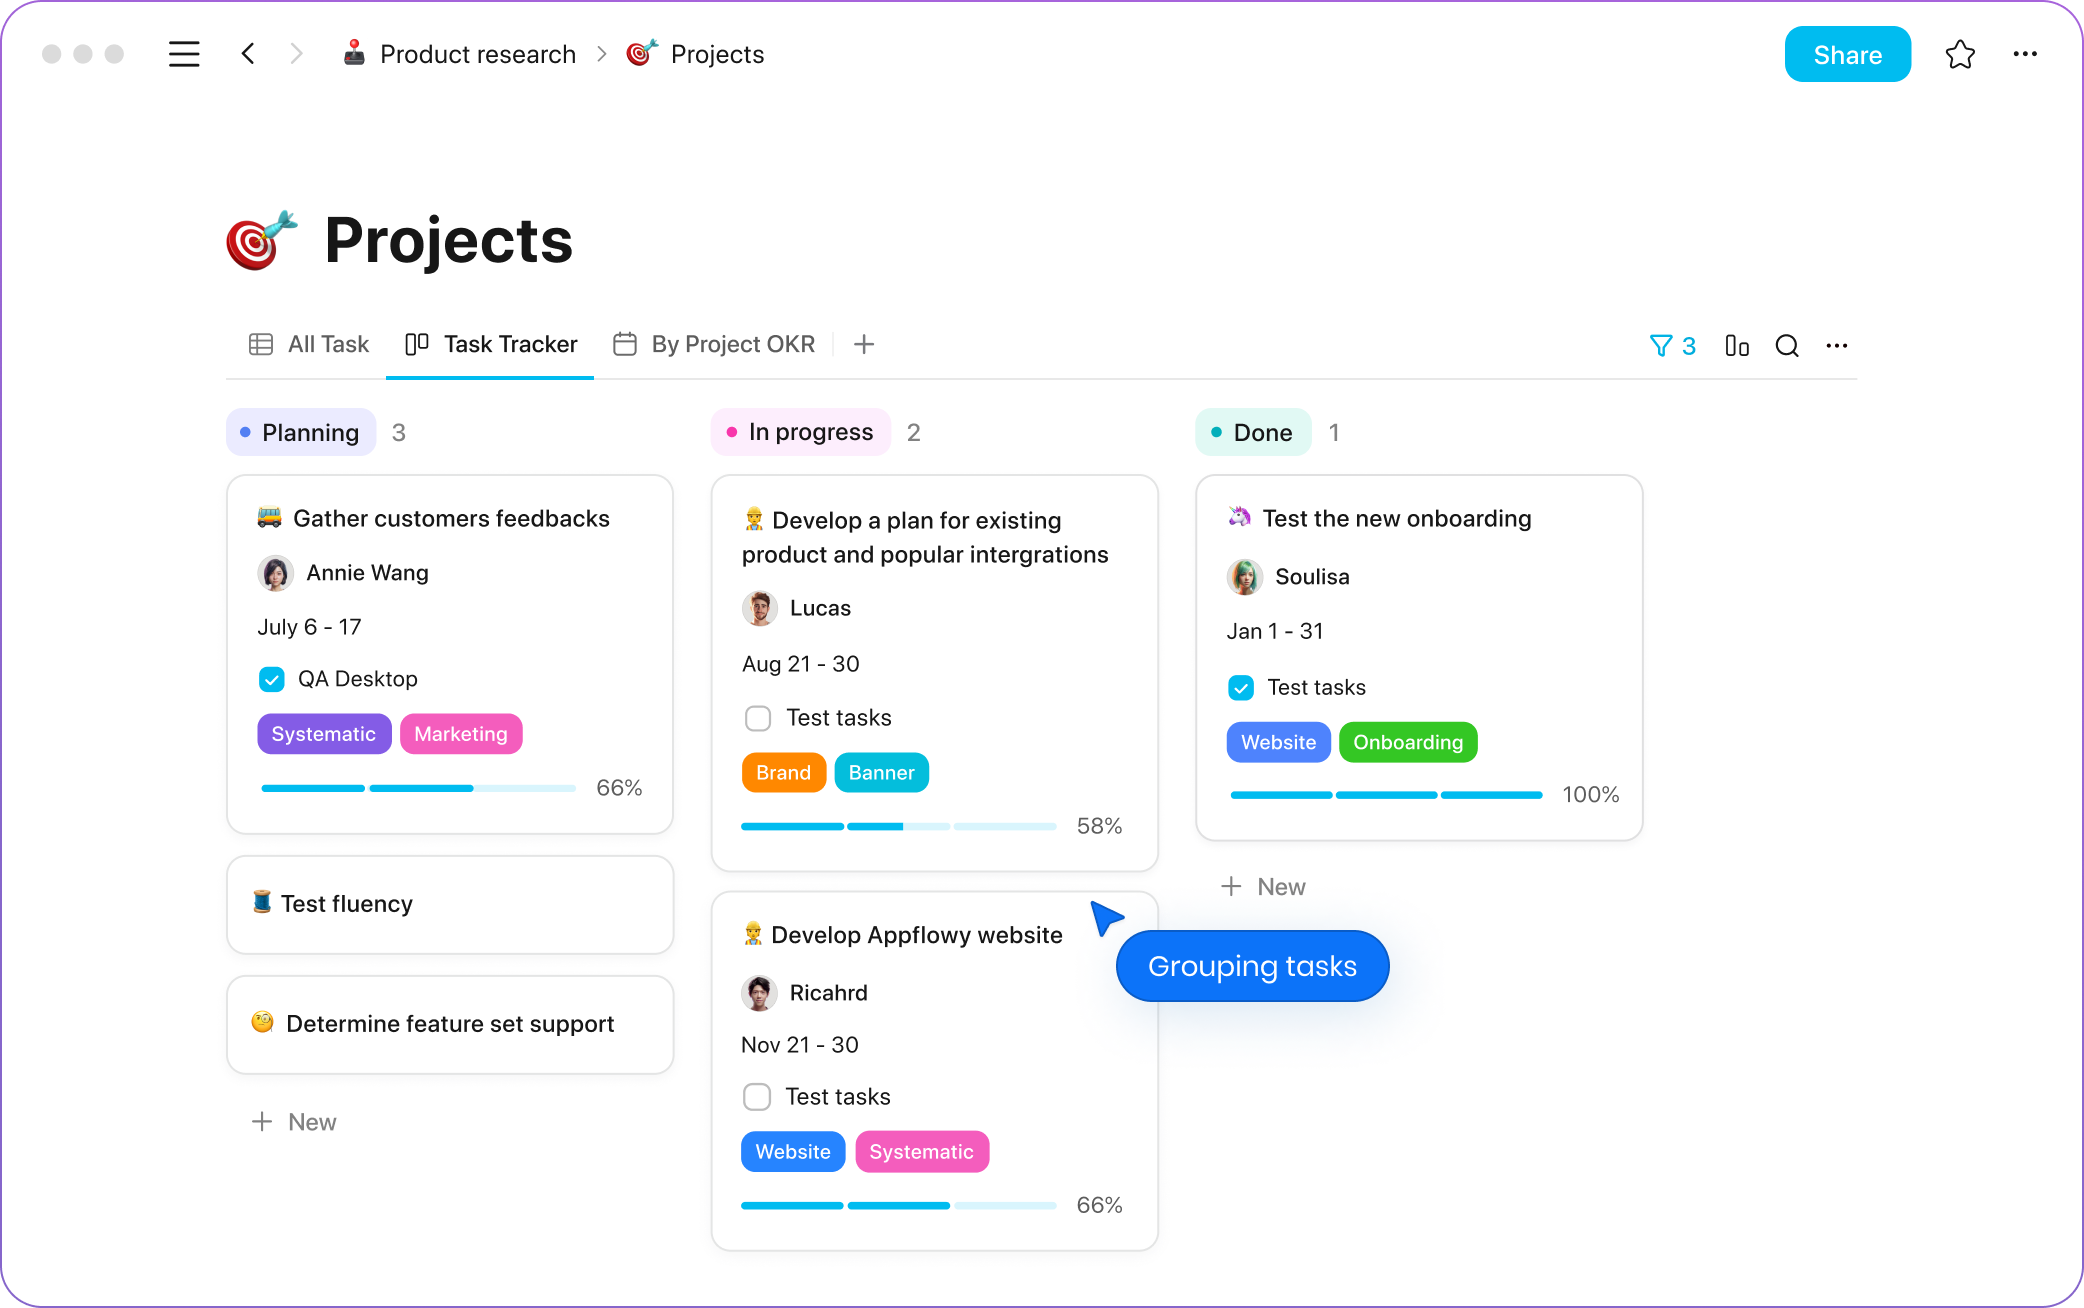 Product research > Projects
Share
Projects
All Task
Task Tracker
By Project OKR
3
Planning 3
Gather customers feedbacks
Annie Wang
July 6 - 17
QA Desktop
Systematic Marketing
66%
Test fluency
Determine feature set support
+ New
In progress 2
Develop a plan for existing
product and popular intergrations
Lucas
Aug 21 - 30
Test tasks
Brand Banner
58%
Develop Appflowy website
Ricahrd
Nov 21 - 30
Test tasks
Website Systematic
66%
Done 1
Test the new onboarding
Soulisa
Jan 1 - 31
Test tasks
Website Onboarding
100%
+ New
Grouping tasks